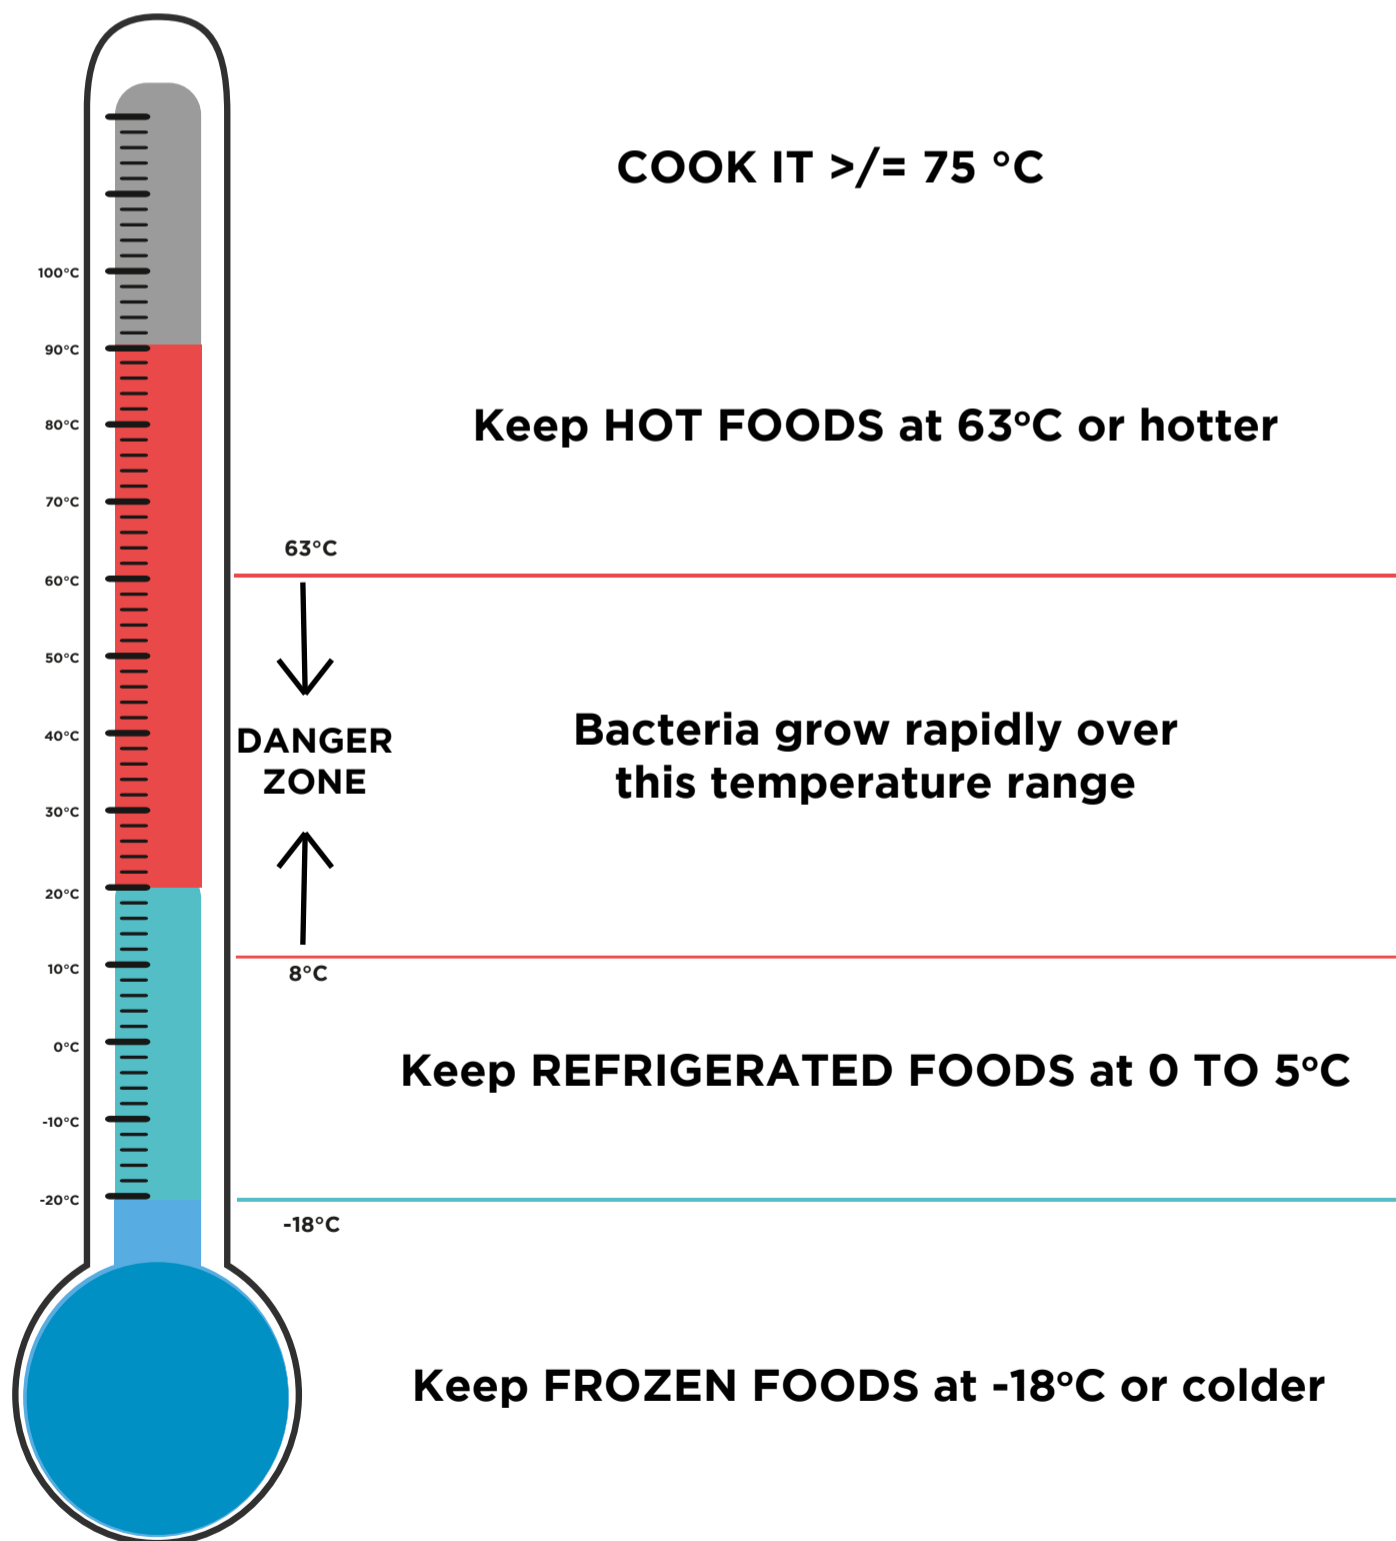 COOK IT >/= 75 °C
100°C
90°C
Keep HOT FOODS at 63°C or hotter
80°C
70°C
63°C
60°C
50°C
DANGER
ZONE
Bacteria grow rapidly over
this temperature range
40°C
30°C
20°C
10°C
8°C
0°C
Keep REFRIGERATED FOODS at 0 TO 5°C
-10°C
-20°C
-18°C
Keep FROZEN FOODS at -18°C or colder